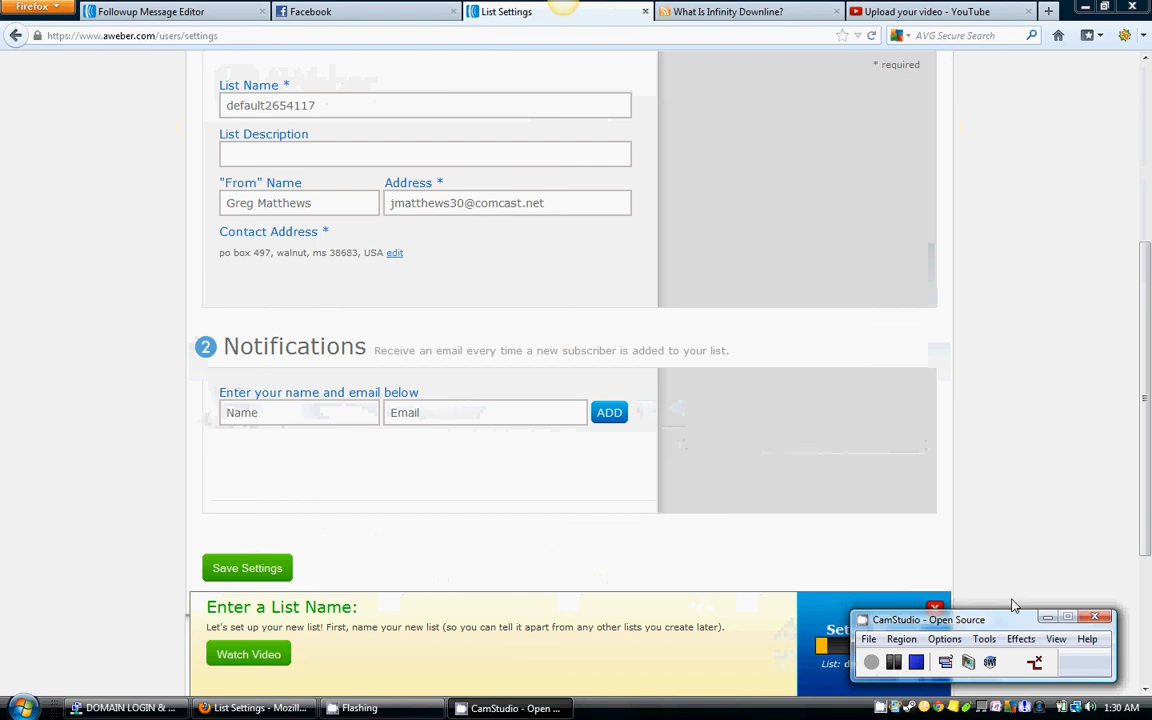 Firefox
Followup Message Editor
Facebook
List Settings
What Is Infinity Downline?
Upload your video - YouTube
https://www.aweber.com/users/settings
AVG Secure Search
* required
List Name *
default2654117
List Description
"From" Name
Address *
Greg Matthews
jmatthews30@comcast.net
Contact Address *
po box 497, walnut, ms 38683, USA edit
2 Notifications Receive an email every time a new subscriber is added to your list.
Enter your name and email below
Name
Email
ADD
Save Settings
Enter a List Name:
Let's set up your new list! First, name your new list (so you can tell it apart from any other lists you create later).
Watch Video
Set
List:
CamStudio - Open Source
File Region Options Tools Effects View Help
DOMAIN LOGIN & ...
List Settings - Mozill...
Flashing
CamStudio - Open ...
1:30 AM